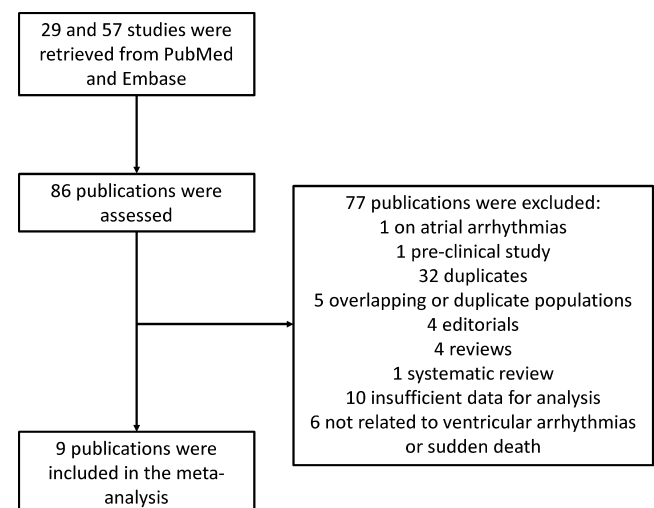 29 and 57 studies were
retrieved from PubMed
and Embase
86 publications were
assessed
77 publications were excluded:
1 on atrial arrhythmias
1 pre-clinical study
32 duplicates
5 overlapping or duplicate populations
4 editorials
4 reviews
1 systematic review
10 insufficient data for analysis
6 not related to ventricular arrhythmias
or sudden death
9 publications were
included in the meta-
analysis